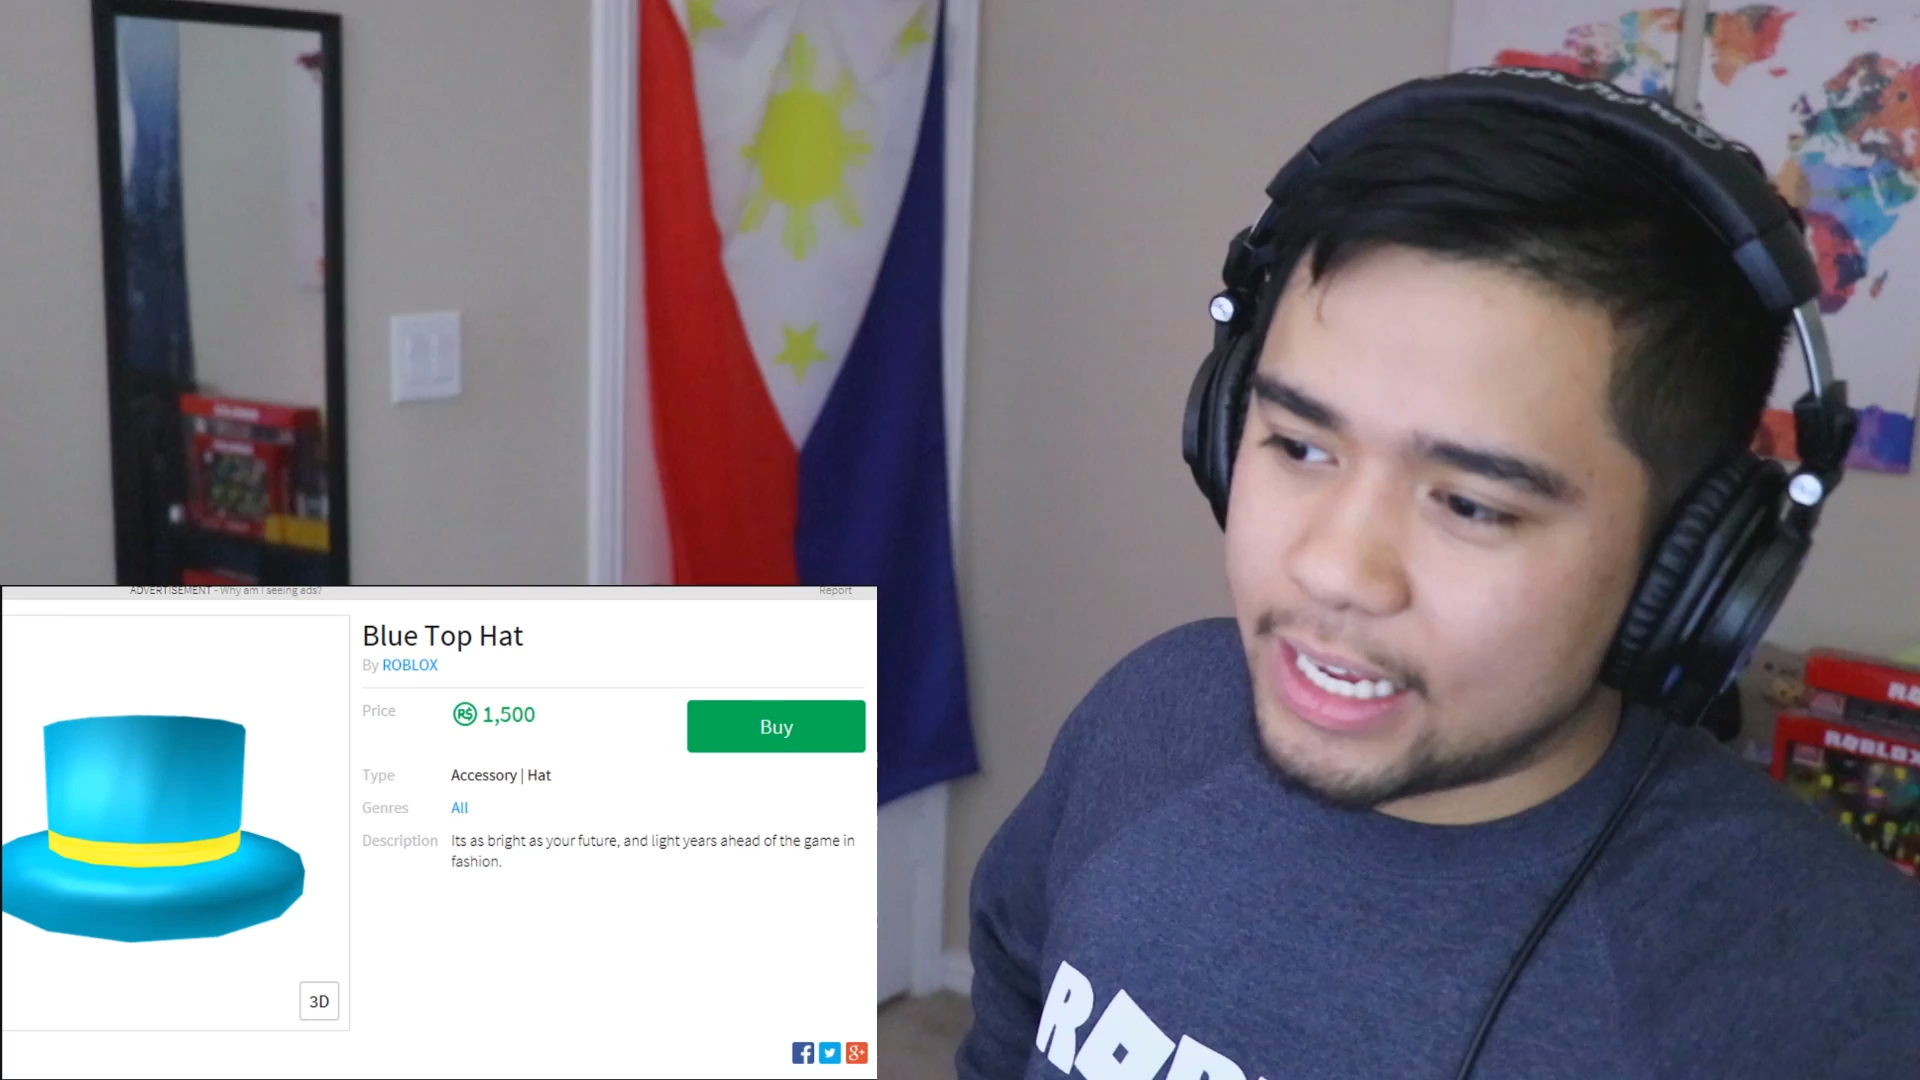 ADVERTISEMENT - Why am I seeing ads?
Report
Blue Top Hat
By ROBLOX
Price
R$ 1,500
Buy
Type
Accessory | Hat
Genres
All
Description
Its as bright as your future, and light years ahead of the game in
fashion.
3D
ROBLOX